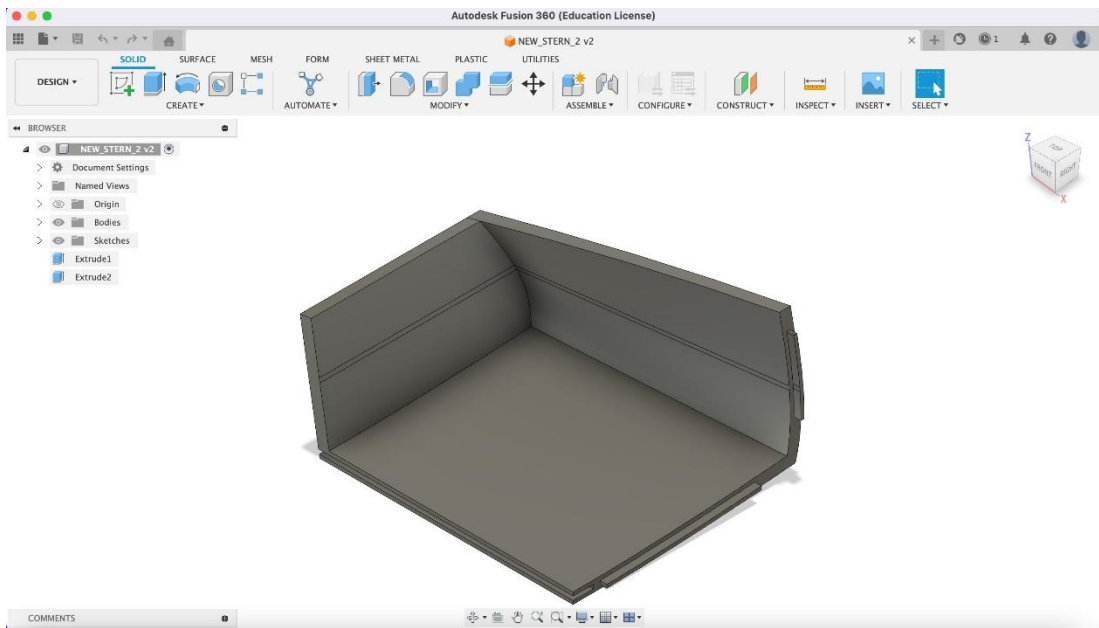 Autodesk Fusion 360 (Education License)
NEW_STERN_2 v2
1
SOLID SURFACE MESH FORM SHEET METAL PLASTIC UTILITIES
DESIGN
CREATE AUTOMATE MODIFY ASSEMBLE CONFIGURE CONSTRUCT INSPECT INSERT SELECT
BROWSER
NEW_STERN_2 v2
Document Settings
Named Views
Origin
Bodies
Sketches
Extrude1
Extrude2
Z
TOP
FRONT RIGHT
X
COMMENTS